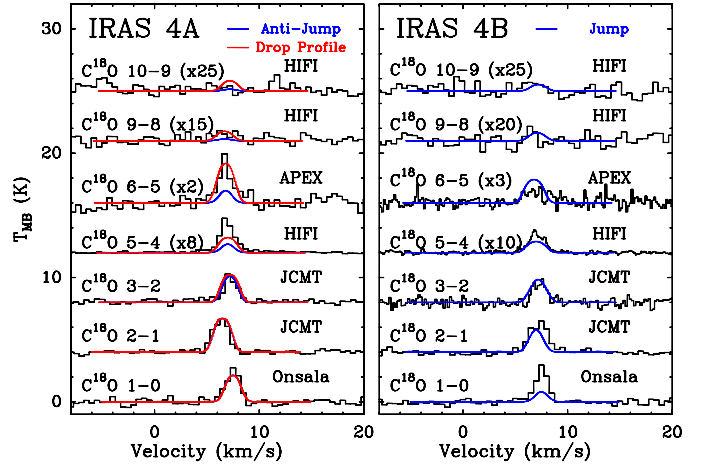 IRAS 4A
Anti-Jump
Drop Profile
C¹⁸O 10-9 (x25)
HIFI
C¹⁸O 9-8 (x15)
HIFI
C¹⁸O 6-5 (x2)
APEX
C¹⁸O 5-4 (x8)
HIFI
C¹⁸O 3-2
JCMT
C¹⁸O 2-1
JCMT
C¹⁸O 1-0
Onsala
30
20
10
0
T_MB (K)
0 10 20
Velocity (km/s)
IRAS 4B
Jump
C¹⁸O 10-9 (x25)
HIFI
C¹⁸O 9-8 (x20)
HIFI
C¹⁸O 6-5 (x3)
APEX
C¹⁸O 5-4 (x10)
HIFI
C¹⁸O 3-2
JCMT
C¹⁸O 2-1
JCMT
C¹⁸O 1-0
Onsala
0 10 20
Velocity (km/s)